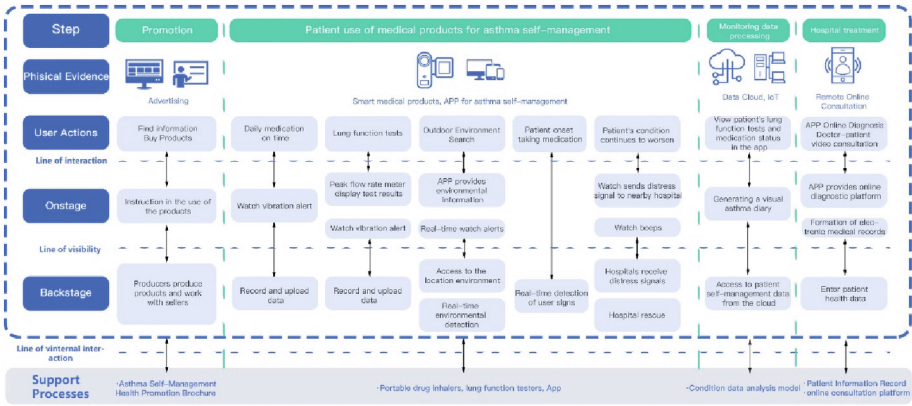 Step
Promotion
Patient use of medical products for asthma self-management
Monitoring data
processing
Hospital treatment
Phisical Evidence
Advertising
Smart medical products, APP for asthma self-management
Data Cloud, IoT
Remote Online
Consultation
User Actions
Find information
Buy Products
Daily medication
on time
Lung function tests
Outdoor Environment
Search
Patient onset
taking medication
Patient's condition
continues to worsen
View patient's lung
function tests and
medication status
in the app
APP Online Diagnosis
Doctor-patient
video consultation
Line of interaction
Onstage
Instruction in the use of
the products
Watch vibration alert
Peak flow rate meter
display test results
Watch vibration alert
APP provides
environmental
Information
Real-time watch alerts
Watch sends distress
signal to nearby hospital
Watch beeps
Generating a visual
asthma diary
APP provides online
diagnostic platform
Formation of elec-
tronic medical records
Line of visibility
Backstage
Producers produce
products and work
with sellers
Record and upload
data
Record and upload
data
Access to the
location environment
Real-time
environmental
detection
Real-time detection
of user signs
Hospitals receive
distress signals
Hospital rescue
Access to patient
self-management data
from the cloud
Enter patient
health data
Line of vinternal inter-
action
Support
Processes
·Asthma Self-Management
Health Promotion Brochure
·Portable drug inhalers, lung function testers, App
·Condition data analysis model
·Patient Information Record
·online consultation platform